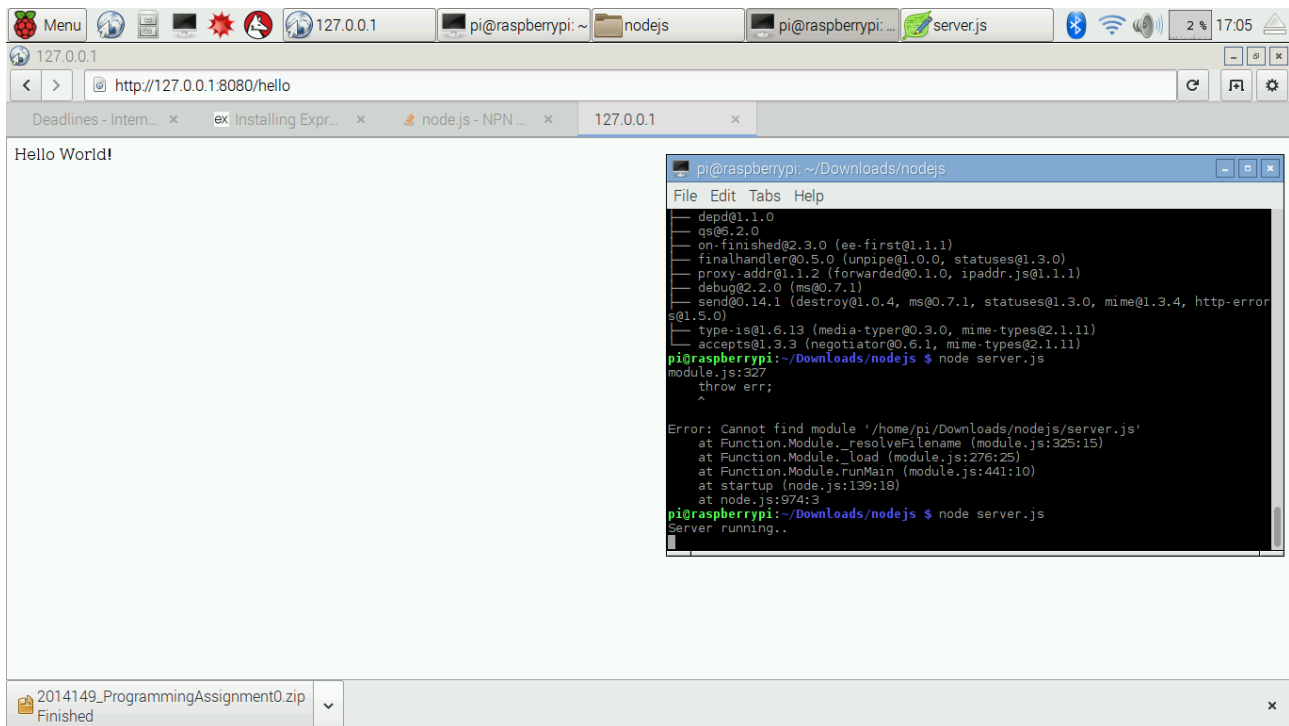 Menu 127.0.0.1 pi@raspberrypi: ~ nodejs pi@raspberrypi: ... server.js 2 % 17:05
127.0.0.1
http://127.0.0.1:8080/hello
Deadlines - Intern... × ex Installing Expr... × node.js - NPN ... × 127.0.0.1 ×
Hello World!
pi@raspberrypi: ~/Downloads/nodejs
File Edit Tabs Help
├── depd@1.1.0
├── qs@6.2.0
├── on-finished@2.3.0 (ee-first@1.1.1)
├── finalhandler@0.5.0 (unpipe@1.0.0, statuses@1.3.0)
├── proxy-addr@1.1.2 (forwarded@0.1.0, ipaddr.js@1.1.1)
├── debug@2.2.0 (ms@0.7.1)
├── send@0.14.1 (destroy@1.0.4, ms@0.7.1, statuses@1.3.0, mime@1.3.4, http-error
s@1.5.0)
├── type-is@1.6.13 (media-typer@0.3.0, mime-types@2.1.11)
└── accepts@1.3.3 (negotiator@0.6.1, mime-types@2.1.11)
pi@raspberrypi:~/Downloads/nodejs $ node server.js
module.js:327
    throw err;
    ^
Error: Cannot find module '/home/pi/Downloads/nodejs/server.js'
    at Function.Module._resolveFilename (module.js:325:15)
    at Function.Module._load (module.js:276:25)
    at Function.Module.runMain (module.js:441:10)
    at startup (node.js:139:18)
    at node.js:974:3
pi@raspberrypi:~/Downloads/nodejs $ node server.js
Server running..
2014149_ProgrammingAssignment0.zip
Finished